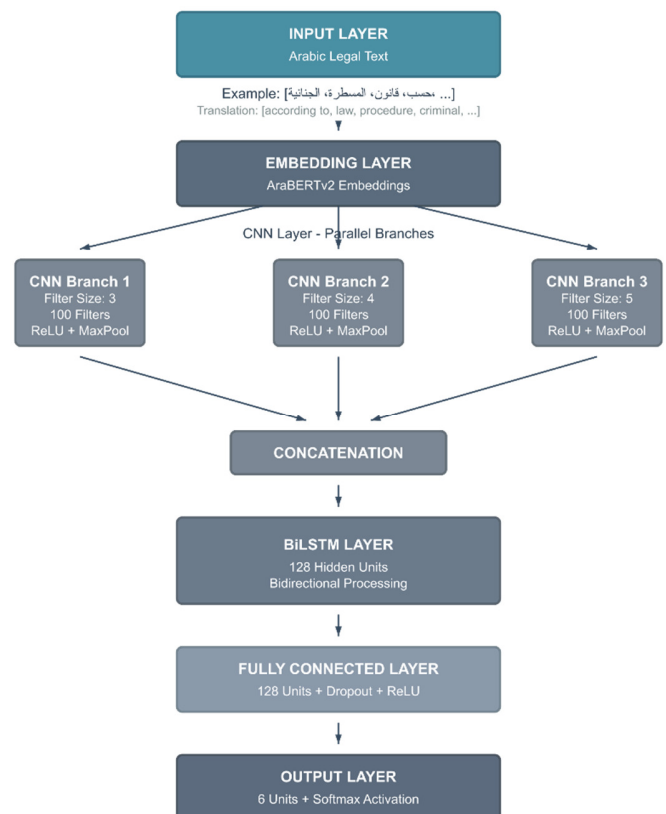 INPUT LAYER
Arabic Legal Text
Example: [حسب، قانون، المسطرة، الجنائية، ...]
Translation: [according to, law, procedure, criminal, ...]
EMBEDDING LAYER
AraBERTv2 Embeddings
CNN Layer - Parallel Branches
CNN Branch 1
Filter Size: 3
100 Filters
ReLU + MaxPool
CNN Branch 2
Filter Size: 4
100 Filters
ReLU + MaxPool
CNN Branch 3
Filter Size: 5
100 Filters
ReLU + MaxPool
CONCATENATION
BiLSTM LAYER
128 Hidden Units
Bidirectional Processing
FULLY CONNECTED LAYER
128 Units + Dropout + ReLU
OUTPUT LAYER
6 Units + Softmax Activation